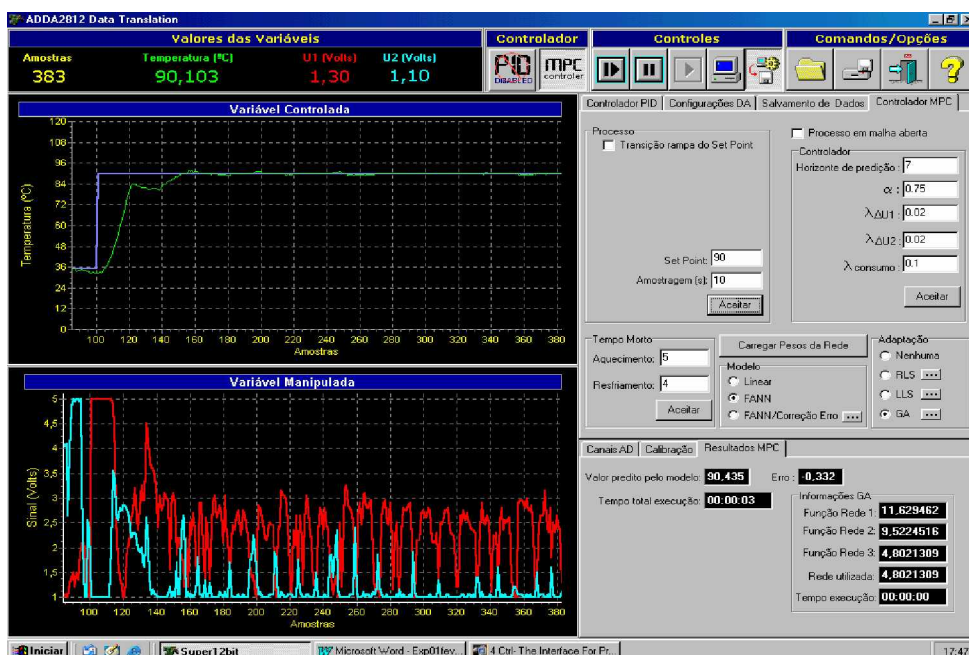 ADDA2812 Data Translation
Valores das Variáveis
Amostras
383
Temperatura (ºC)
90,103
U1 (Volts)
1,30
U2 (Volts)
1,10
Controlador
PID
DISABLED
MPC
controler
Controles
Comandos/Opções
Variável Controlada
Temperatura (ºC)
120
108
96
84
72
60
48
36
24
12
0
100 120 140 160 180 200 220 240 260 280 300 320 340 360 380
Amostras
Variável Manipulada
Sinal (Volts)
5
4,5
4
3,5
3
2,5
2
1,5
1
100 120 140 160 180 200 220 240 260 280 300 320 340 360 380
Amostras
Controlador PID Configurações DA Salvamento de Dados Controlador MPC
Processo
Transição rampa do Set Point
Set Point: 90
Amostragem (s): 10
Aceitar
Processo em malha aberta
Controlador
Horizonte de predição : 7
α : 0.75
λΔU1 : 0.02
λΔU2 : 0.02
λ consumo : 0.1
Aceitar
Tempo Morto
Aquecimento: 5
Resfriamento: 4
Aceitar
Carregar Pesos da Rede
Modelo
Linear
FANN
FANN/Correção Erro ...
Adaptação
Nenhuma
RLS ...
LLS ...
GA ...
Canais AD Calibração Resultados MPC
Valor predito pelo modelo: 90,435 Erro : -0,332
Tempo total execução: 00:00:03
Informações GA
Função Rede 1: 11,629462
Função Rede 2: 9,5224516
Função Rede 3: 4,8021309
Rede utilizada: 4,8021309
Tempo execução: 00:00:00
Iniciar
Super12bit
Microsoft Word - Exp01fev...
4 Ctrl- The Interface For Pr...
17:47